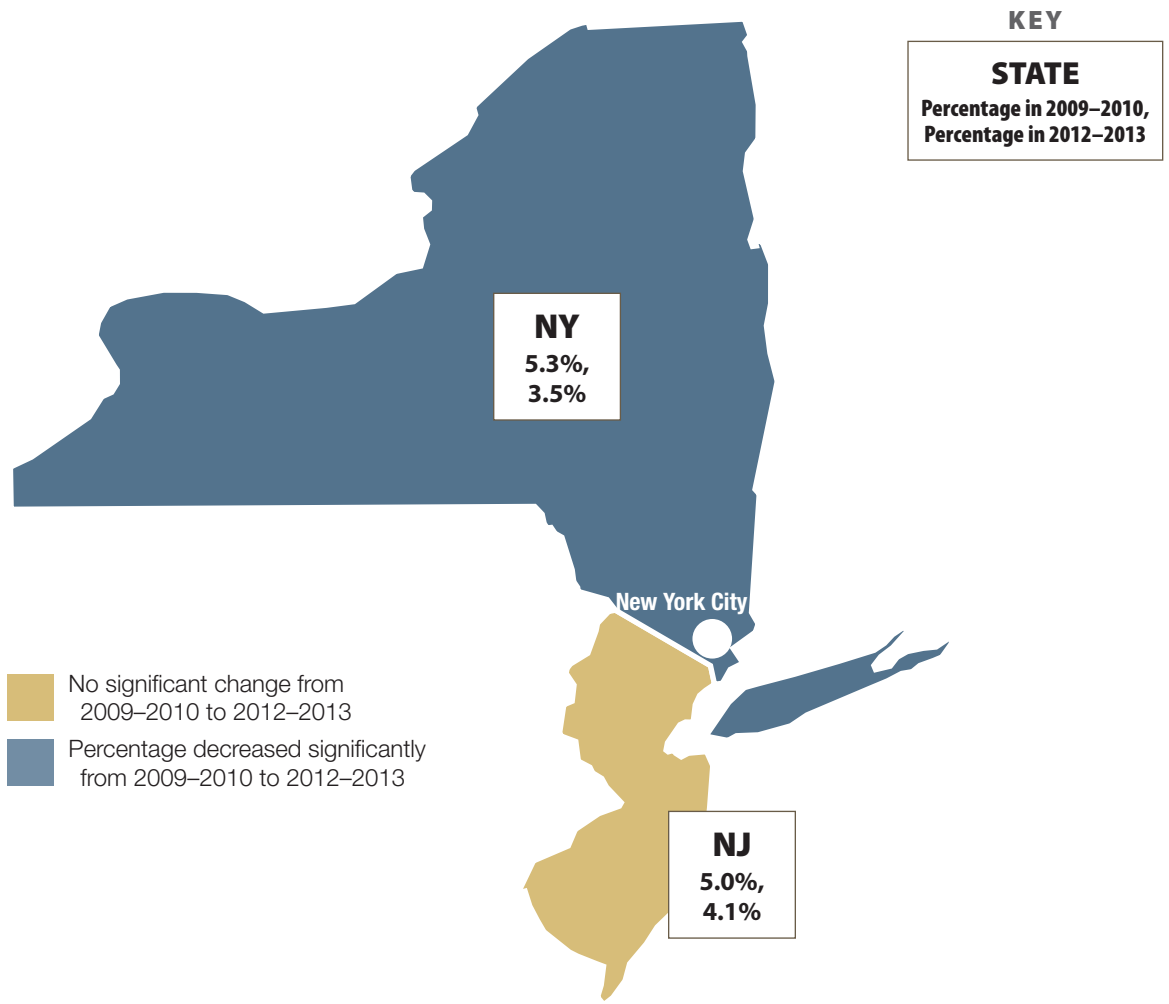 KEY
STATE
Percentage in 2009–2010,
Percentage in 2012–2013
NY
5.3%,
3.5%
New York City
No significant change from
2009–2010 to 2012–2013
Percentage decreased significantly
from 2009–2010 to 2012–2013
NJ
5.0%,
4.1%